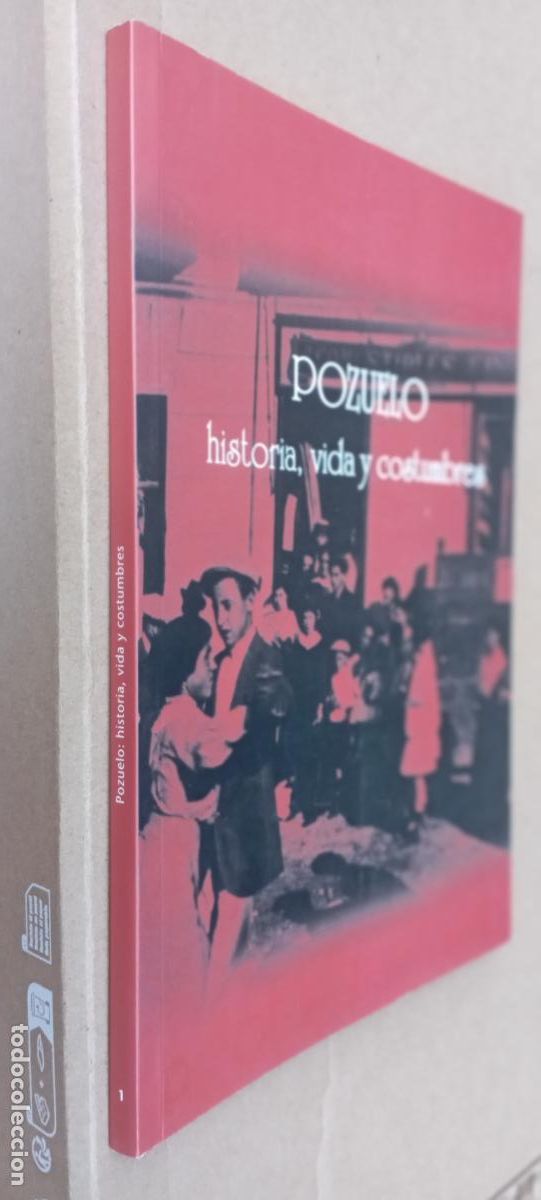 POZUELO
historia, vida y costumbres
Pozuelo: historia, vida y costumbres
1
todocoleccion